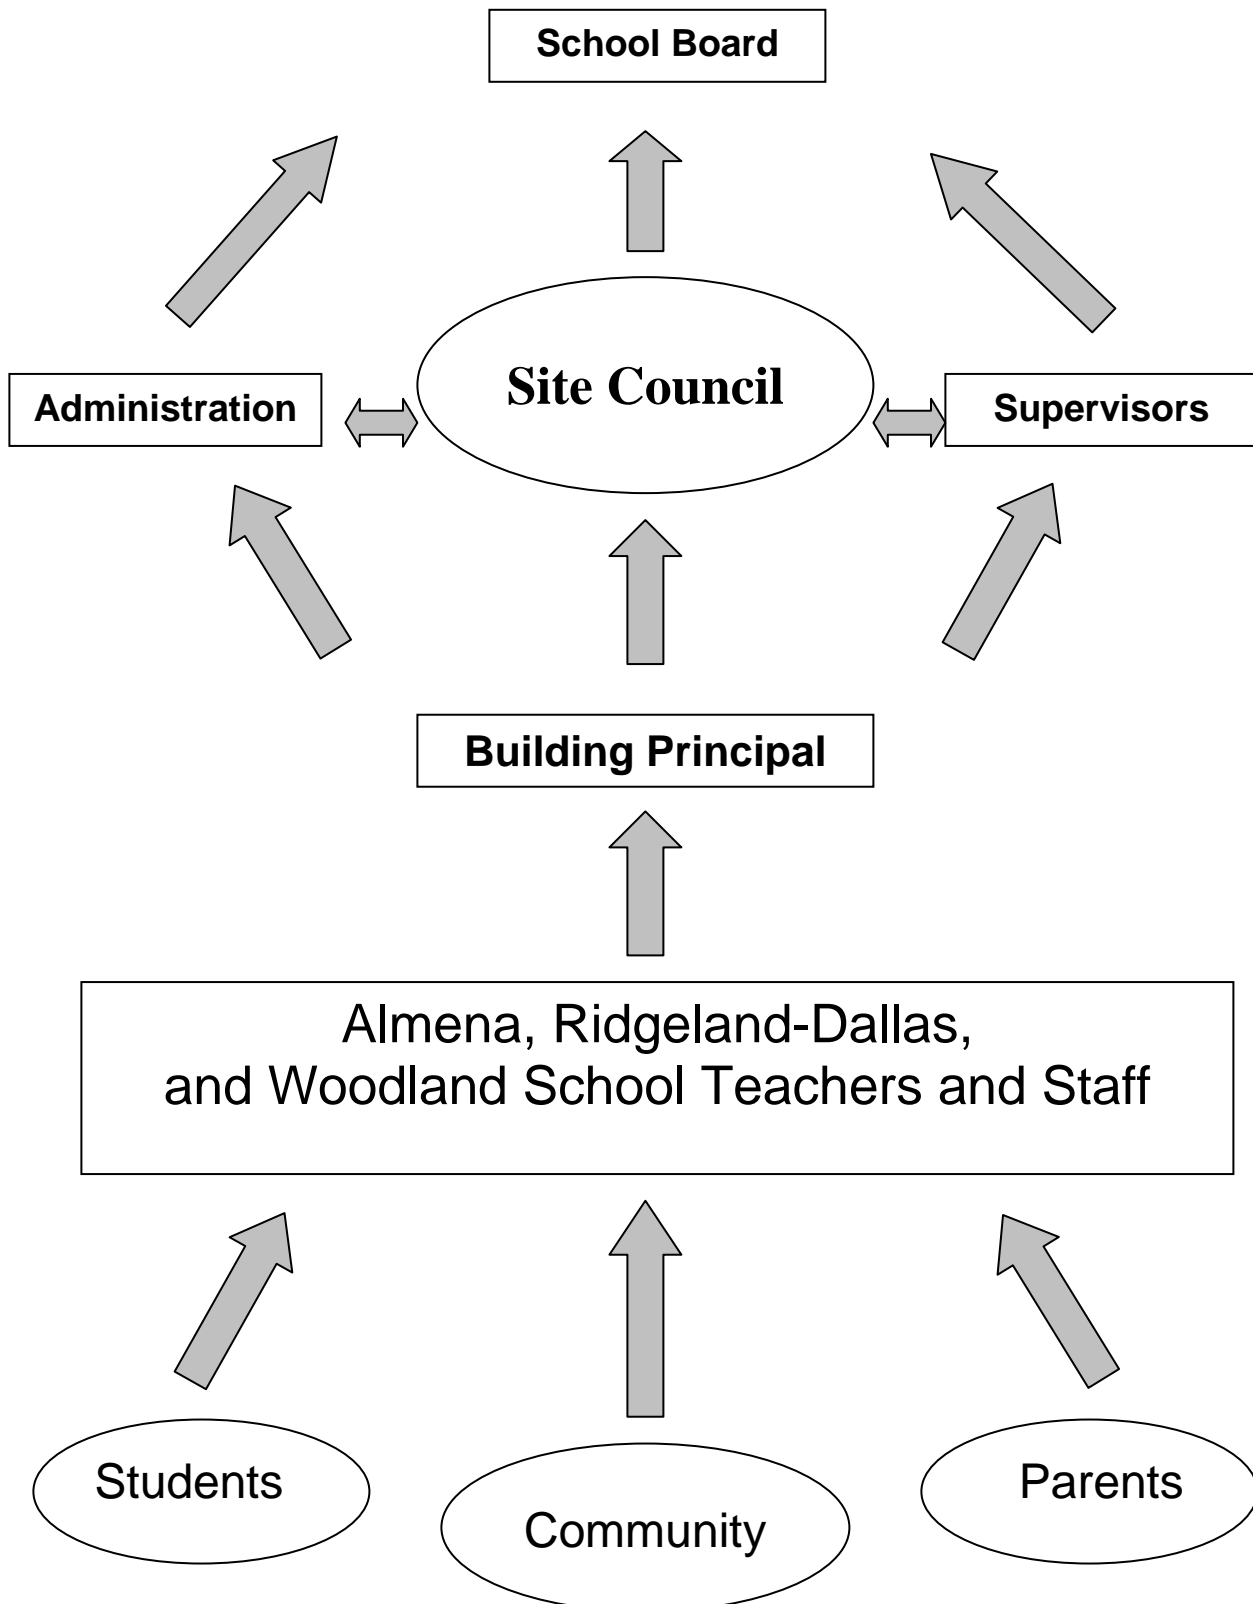 School Board
Site Council
Administration
Supervisors
Building Principal
Almena, Ridgeland-Dallas,
and Woodland School Teachers and Staff
Students
Community
Parents